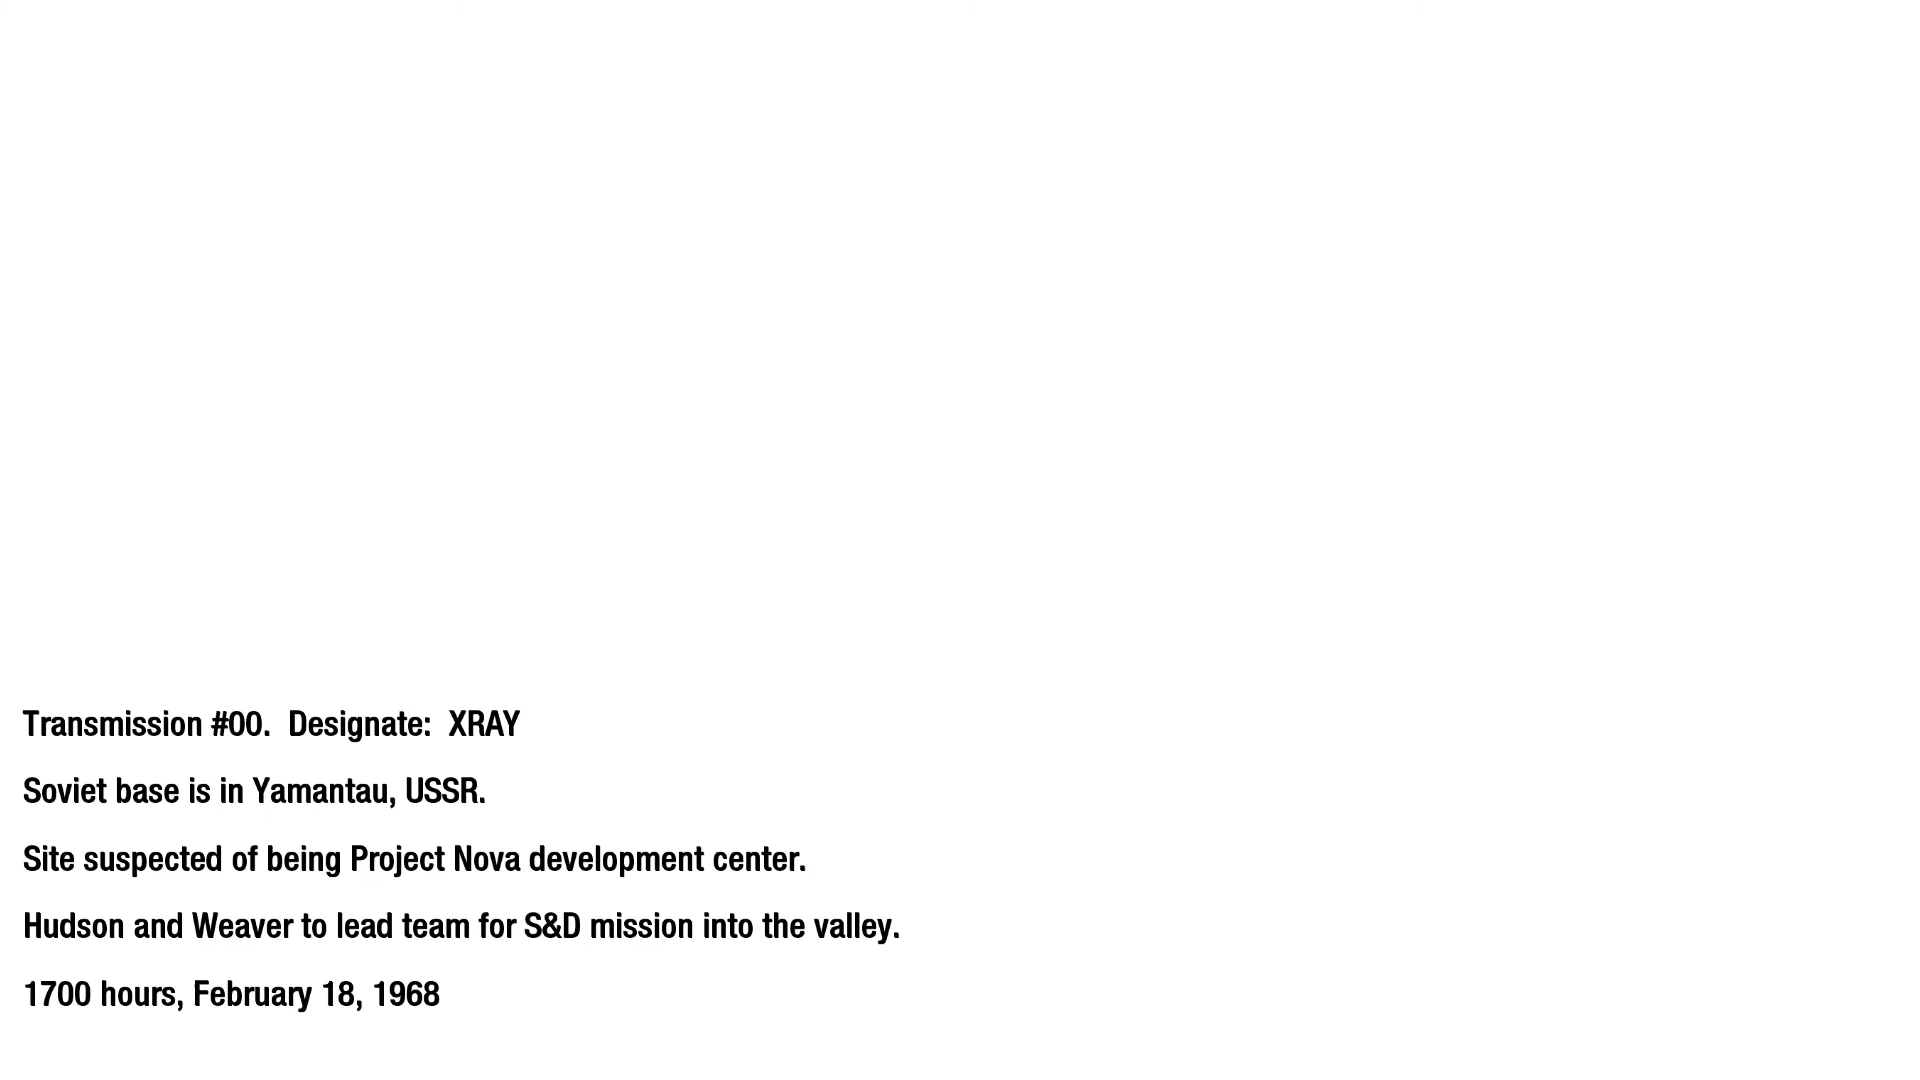 Transmission #00.  Designate:  XRAY
Soviet base is in Yamantau, USSR.
Site suspected of being Project Nova development center.
Hudson and Weaver to lead team for S&D mission into the valley.
1700 hours, February 18, 1968